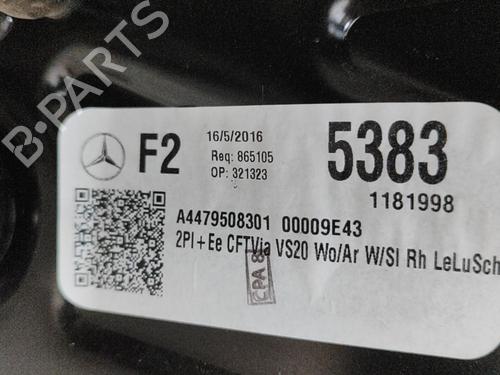 B-PARTS
F2
16/5/2016
Req: 865105
OP: 321323
5383
1181998
A4479508301 00009E43
2Pl+Ee CFTVia VS20 Wo/Ar W/Sl Rh LeLuSch
CPA 8